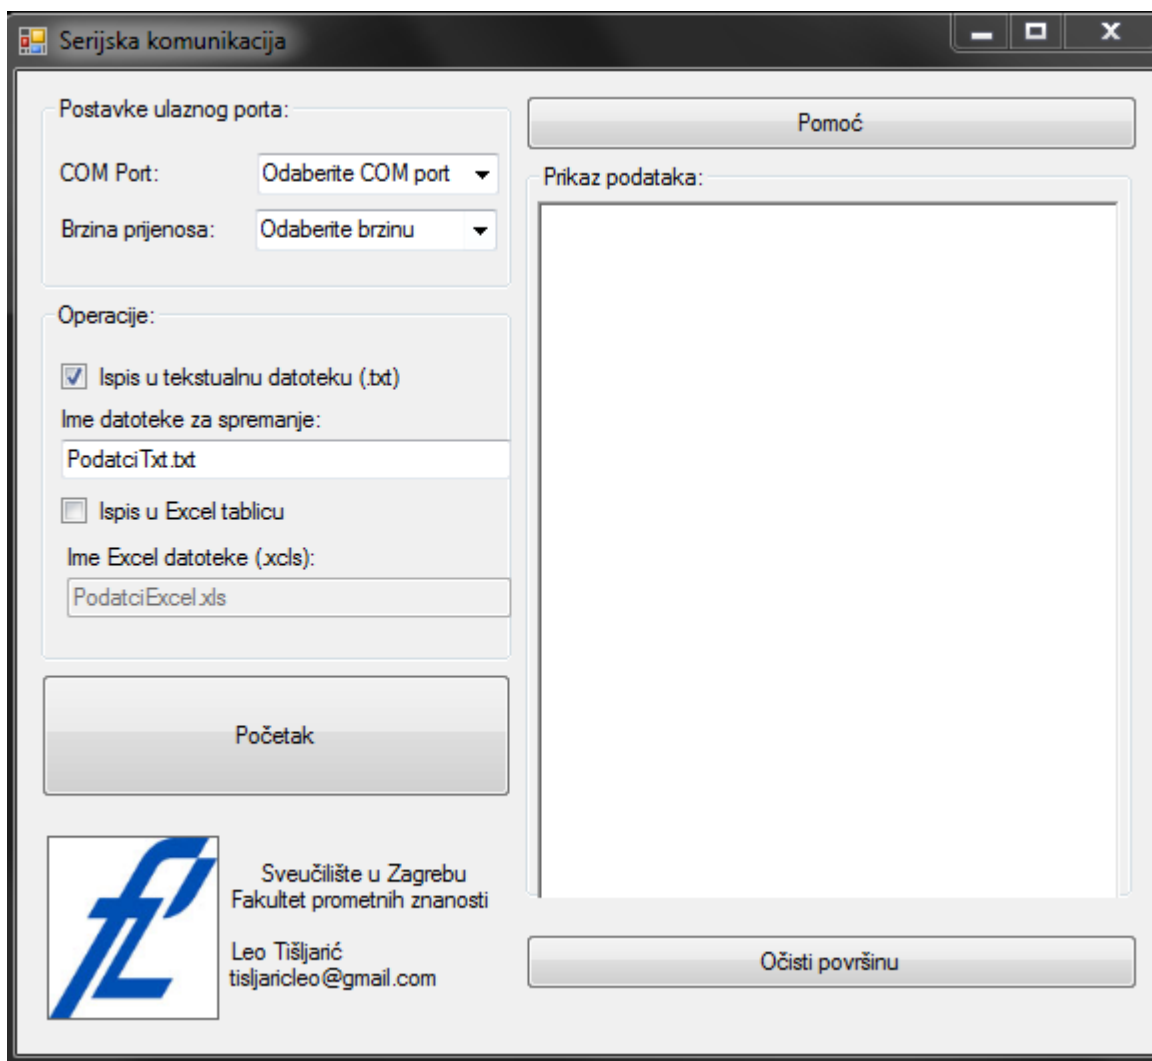 Serijska komunikacija
Postavke ulaznog porta:
COM Port:
Odaberite COM port
Brzina prijenosa:
Odaberite brzinu
Operacije:
Ispis u tekstualnu datoteku (.txt)
Ime datoteke za spremanje:
PodatciTxt.txt
Ispis u Excel tablicu
Ime Excel datoteke (.xcls):
PodatciExcel.xls
Početak
Sveučilište u Zagrebu
Fakultet prometnih znanosti
Leo Tišljarić
tisljaricleo@gmail.com
Pomoć
Prikaz podataka:
Očisti površinu